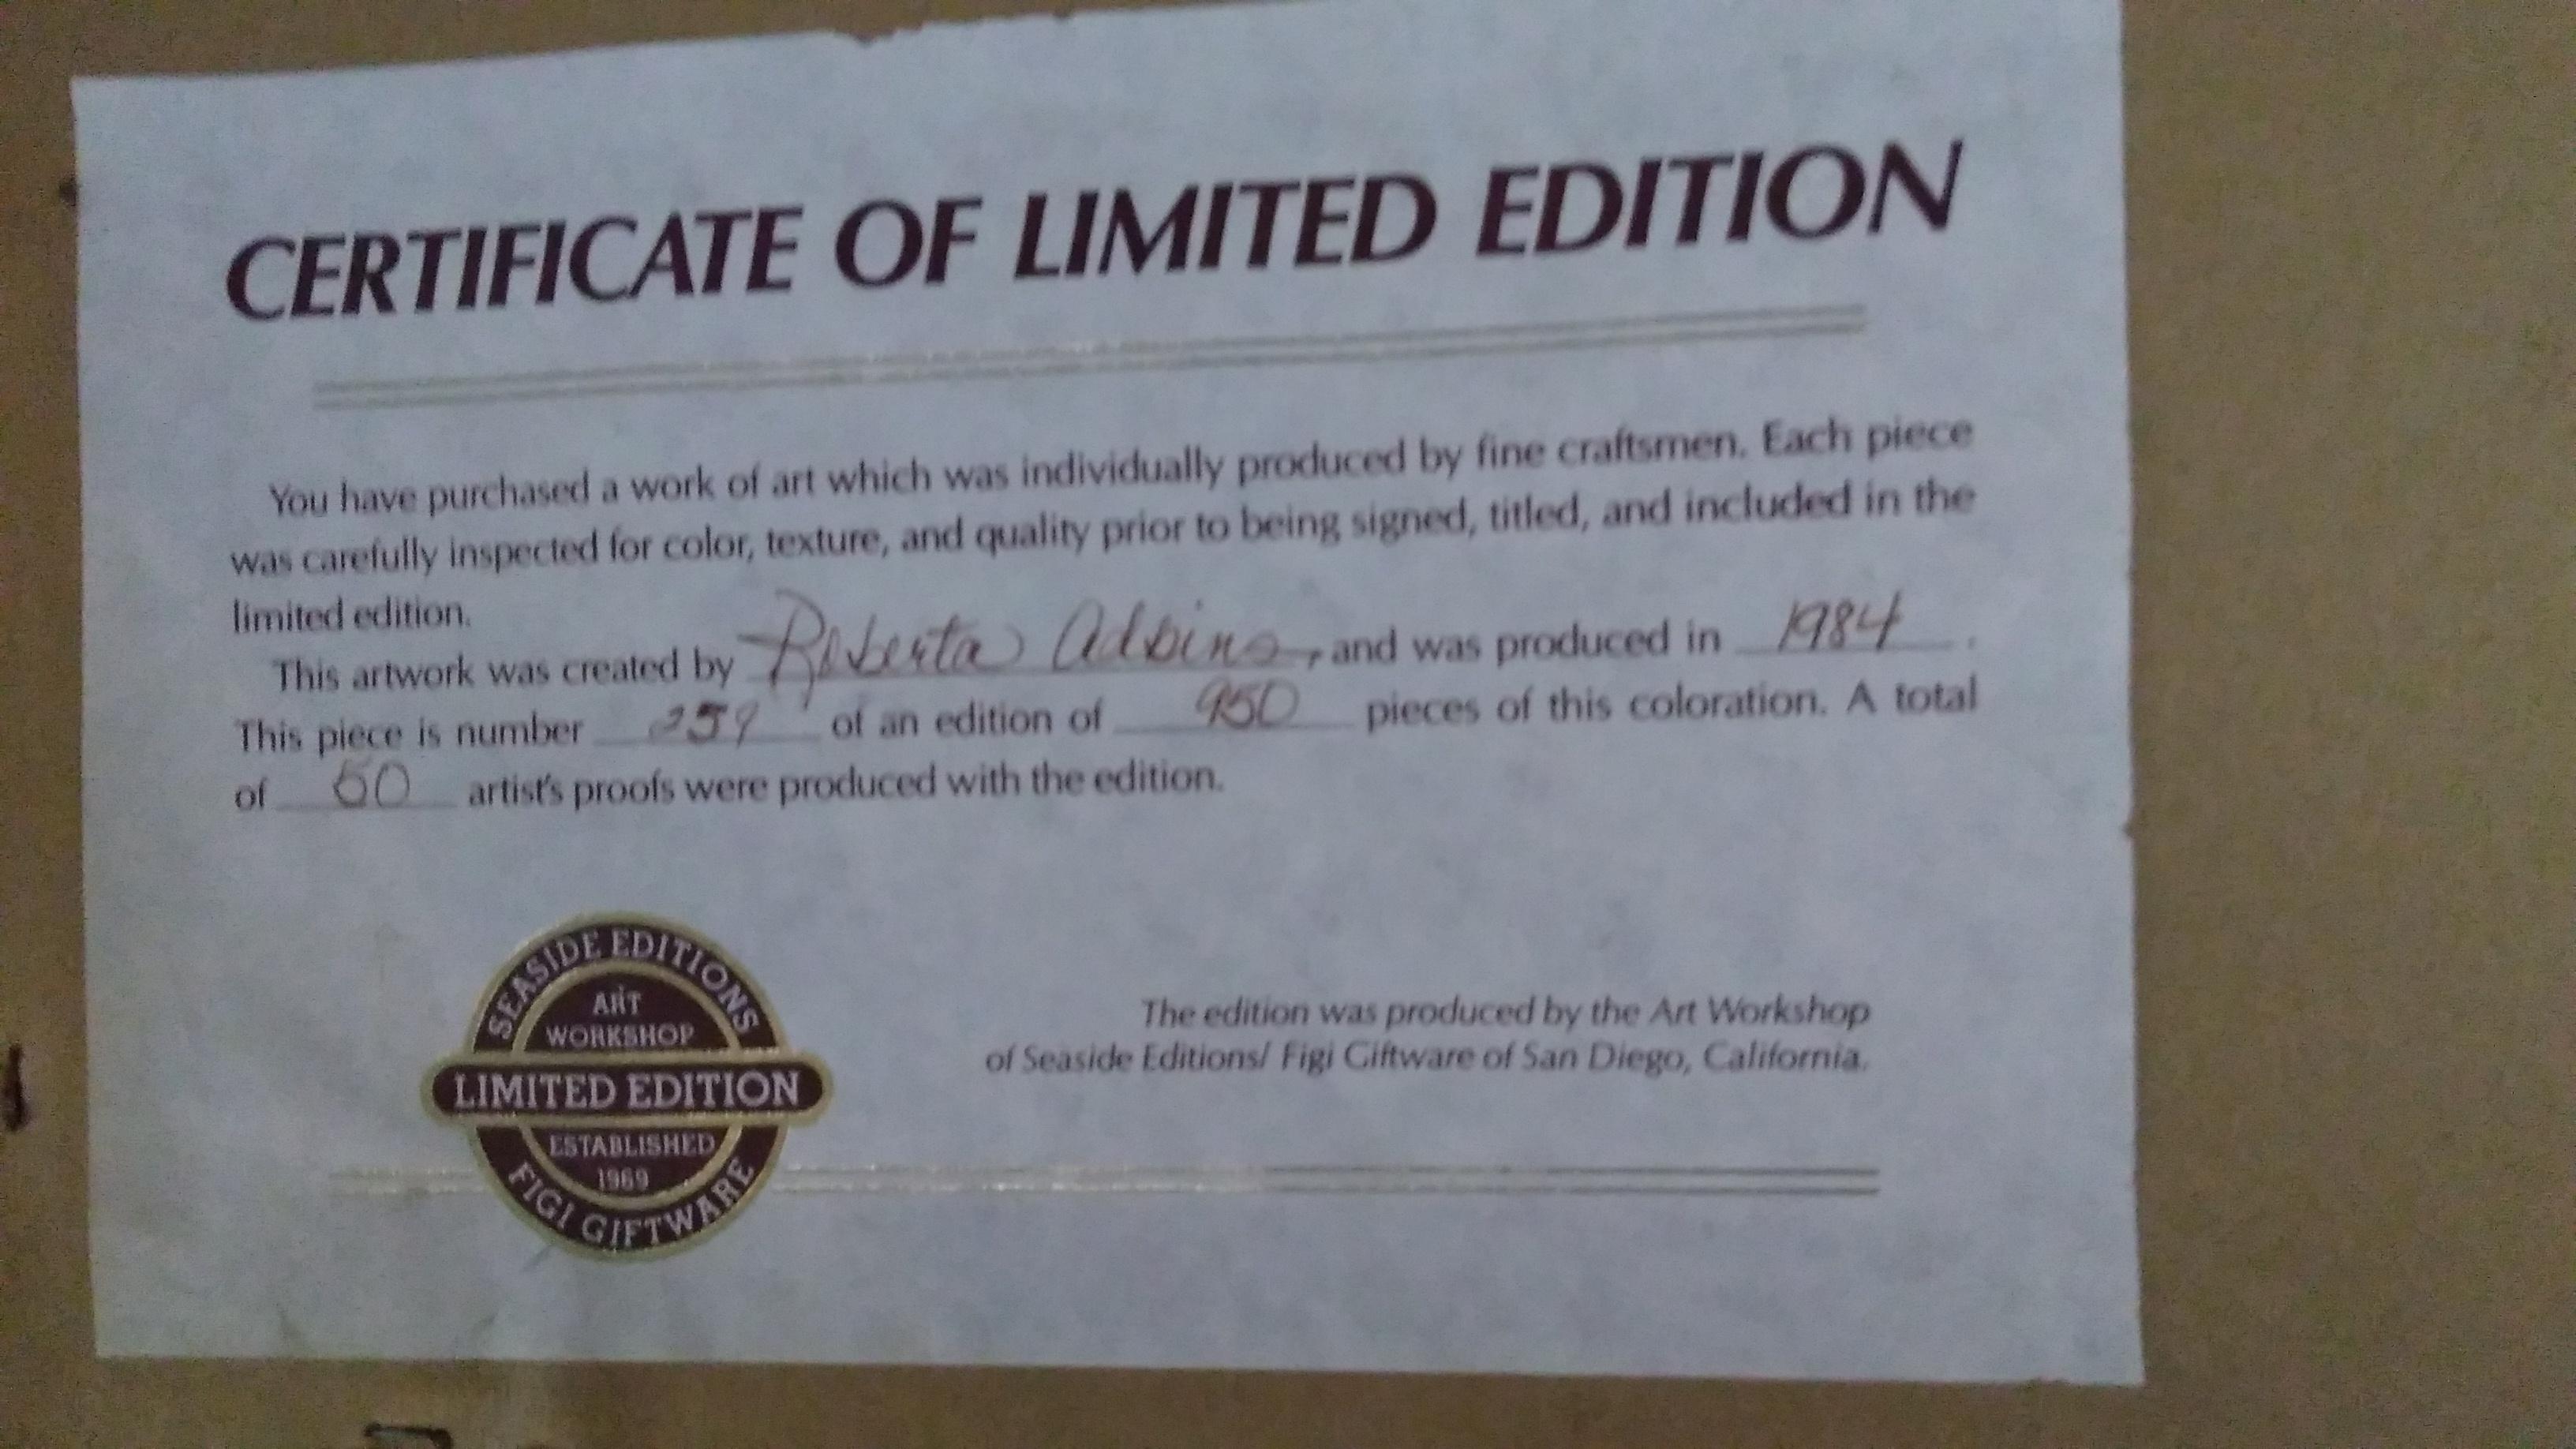 CERTIFICATE OF LIMITED EDITION
You have purchased a work of art which was individually produced by fine craftsmen. Each piece
was carefully inspected for color, texture, and quality prior to being signed, titled, and included in the
limited edition.
This artwork was created by Roberta Adkins, and was produced in 1984.
This piece is number 259 of an edition of 950 pieces of this coloration. A total
of 50 artist's proofs were produced with the edition.
SEASIDE EDITIONS
ART
WORKSHOP
LIMITED EDITION
ESTABLISHED
1969
FIGI GIFTWARE
The edition was produced by the Art Workshop
of Seaside Editions/ Figi Giftware of San Diego, California.